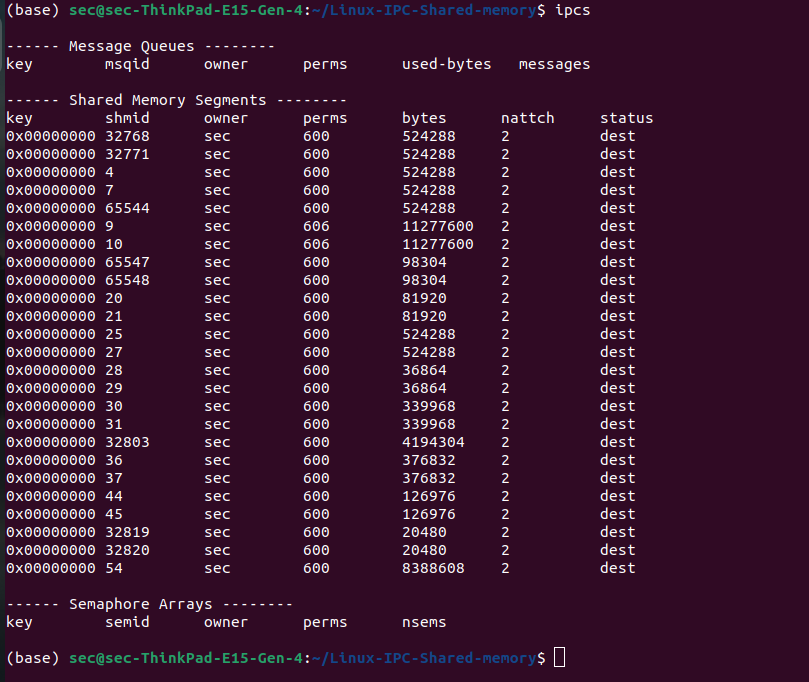 (base) sec@sec-ThinkPad-E15-Gen-4:~/Linux-IPC-Shared-memory$ ipcs
------ Message Queues --------
key        msqid      owner      perms      used-bytes   messages
------ Shared Memory Segments --------
key        shmid      owner      perms      bytes      nattch     status
0x00000000 32768      sec        600        524288     2          dest
0x00000000 32771      sec        600        524288     2          dest
0x00000000 4          sec        600        524288     2          dest
0x00000000 7          sec        600        524288     2          dest
0x00000000 65544      sec        600        524288     2          dest
0x00000000 9          sec        606        11277600   2          dest
0x00000000 10         sec        606        11277600   2          dest
0x00000000 65547      sec        600        98304      2          dest
0x00000000 65548      sec        600        98304      2          dest
0x00000000 20         sec        600        81920      2          dest
0x00000000 21         sec        600        81920      2          dest
0x00000000 25         sec        600        524288     2          dest
0x00000000 27         sec        600        524288     2          dest
0x00000000 28         sec        600        36864      2          dest
0x00000000 29         sec        600        36864      2          dest
0x00000000 30         sec        600        339968     2          dest
0x00000000 31         sec        600        339968     2          dest
0x00000000 32803      sec        600        4194304    2          dest
0x00000000 36         sec        600        376832     2          dest
0x00000000 37         sec        600        376832     2          dest
0x00000000 44         sec        600        126976     2          dest
0x00000000 45         sec        600        126976     2          dest
0x00000000 32819      sec        600        20480      2          dest
0x00000000 32820      sec        600        20480      2          dest
0x00000000 54         sec        600        8388608    2          dest
------ Semaphore Arrays --------
key        semid      owner      perms      nsems
(base) sec@sec-ThinkPad-E15-Gen-4:~/Linux-IPC-Shared-memory$